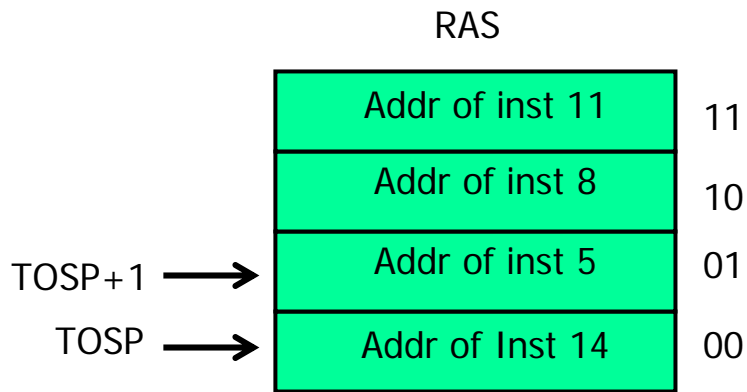 RAS
Addr of inst 11 11
Addr of inst 8 10
TOSP+1 Addr of inst 5 01
TOSP Addr of Inst 14 00